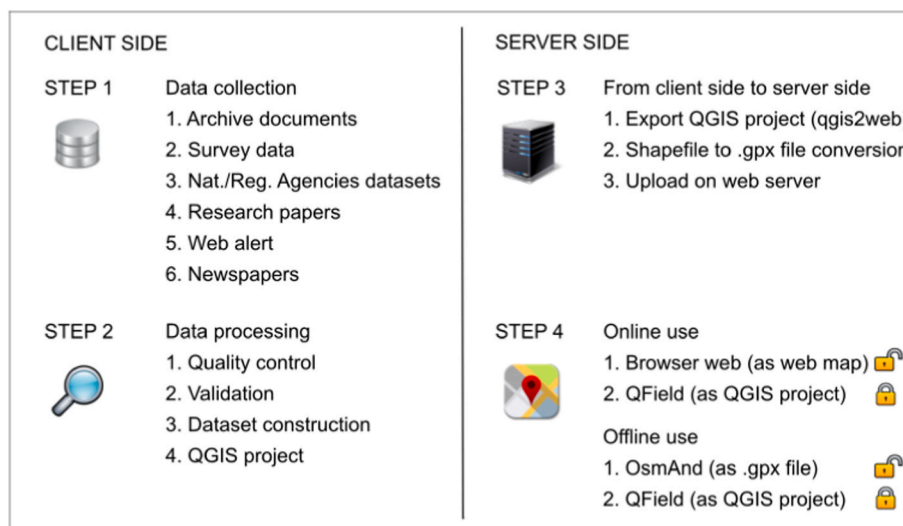 CLIENT SIDE
STEP 1 Data collection
1. Archive documents
2. Survey data
3. Nat./Reg. Agencies datasets
4. Research papers
5. Web alert
6. Newspapers
STEP 2 Data processing
1. Quality control
2. Validation
3. Dataset construction
4. QGIS project
SERVER SIDE
STEP 3 From client side to server side
1. Export QGIS project (qgis2web
2. Shapefile to .gpx file conversion
3. Upload on web server
STEP 4 Online use
1. Browser web (as web map)
2. QField (as QGIS project)
Offline use
1. OsmAnd (as .gpx file)
2. QField (as QGIS project)